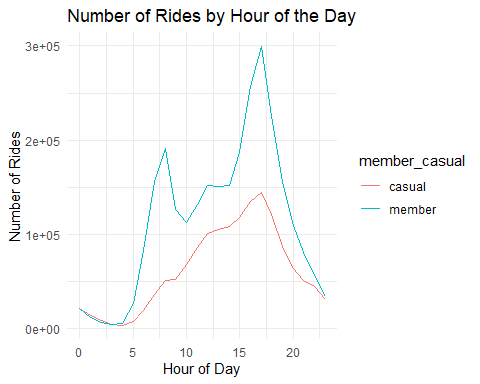 Number of Rides by Hour of the Day
3e+05
2e+05
1e+05
0e+00
Number of Rides
0 5 10 15 20
Hour of Day
member_casual
casual
member